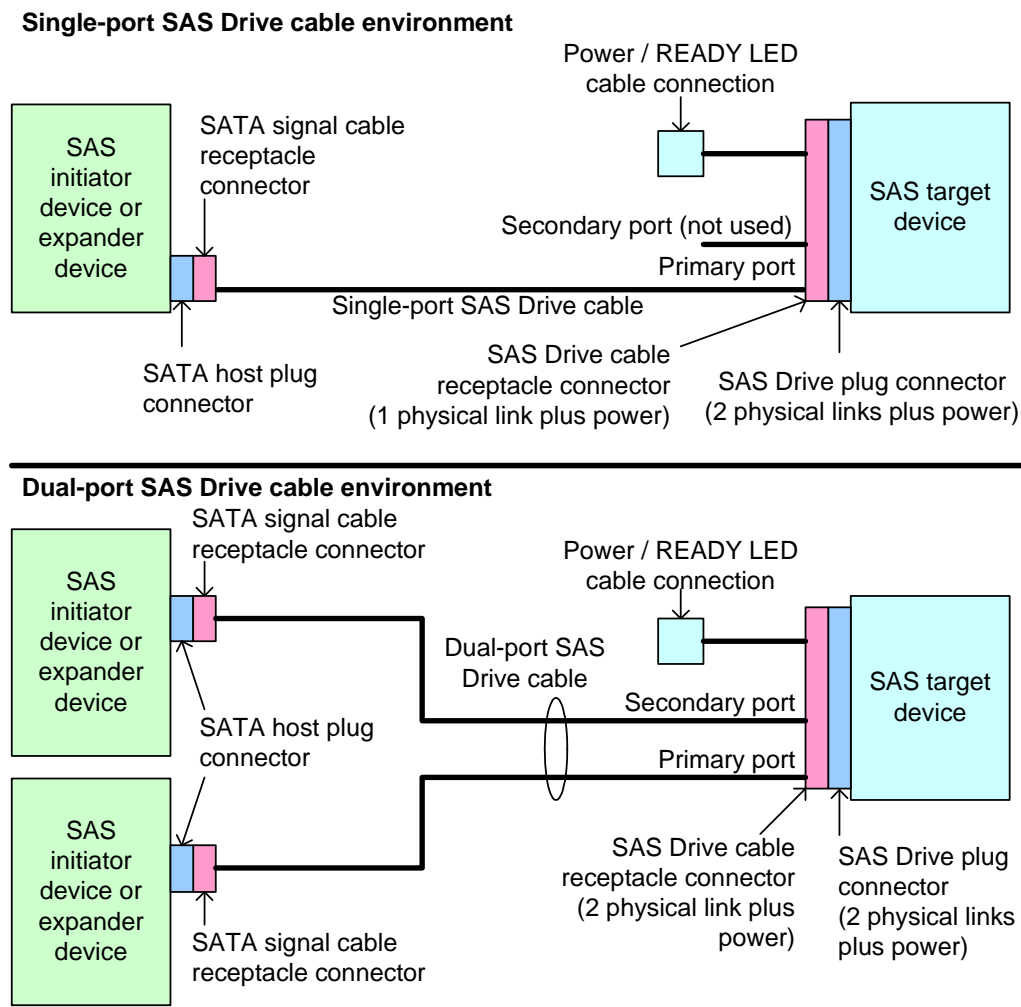 Single-port SAS Drive cable environment
Power / READY LED
cable connection
SAS
initiator
device or
expander
device
SATA signal cable
receptacle
connector
SAS target
device
Secondary port (not used)
Primary port
Single-port SAS Drive cable
SATA host plug
connector
SAS Drive cable
receptacle connector
(1 physical link plus power)
SAS Drive plug connector
(2 physical links plus power)
Dual-port SAS Drive cable environment
SATA signal cable
receptacle connector
SAS
initiator
device or
expander
device
Power / READY LED
cable connection
Dual-port SAS
Drive cable
SAS target
device
Secondary port
SATA host plug
connector
Primary port
SAS
initiator
device or
expander
device
SATA signal cable
receptacle connector
SAS Drive cable
receptacle connector
(2 physical link plus
power)
SAS Drive plug
connector
(2 physical links
plus power)